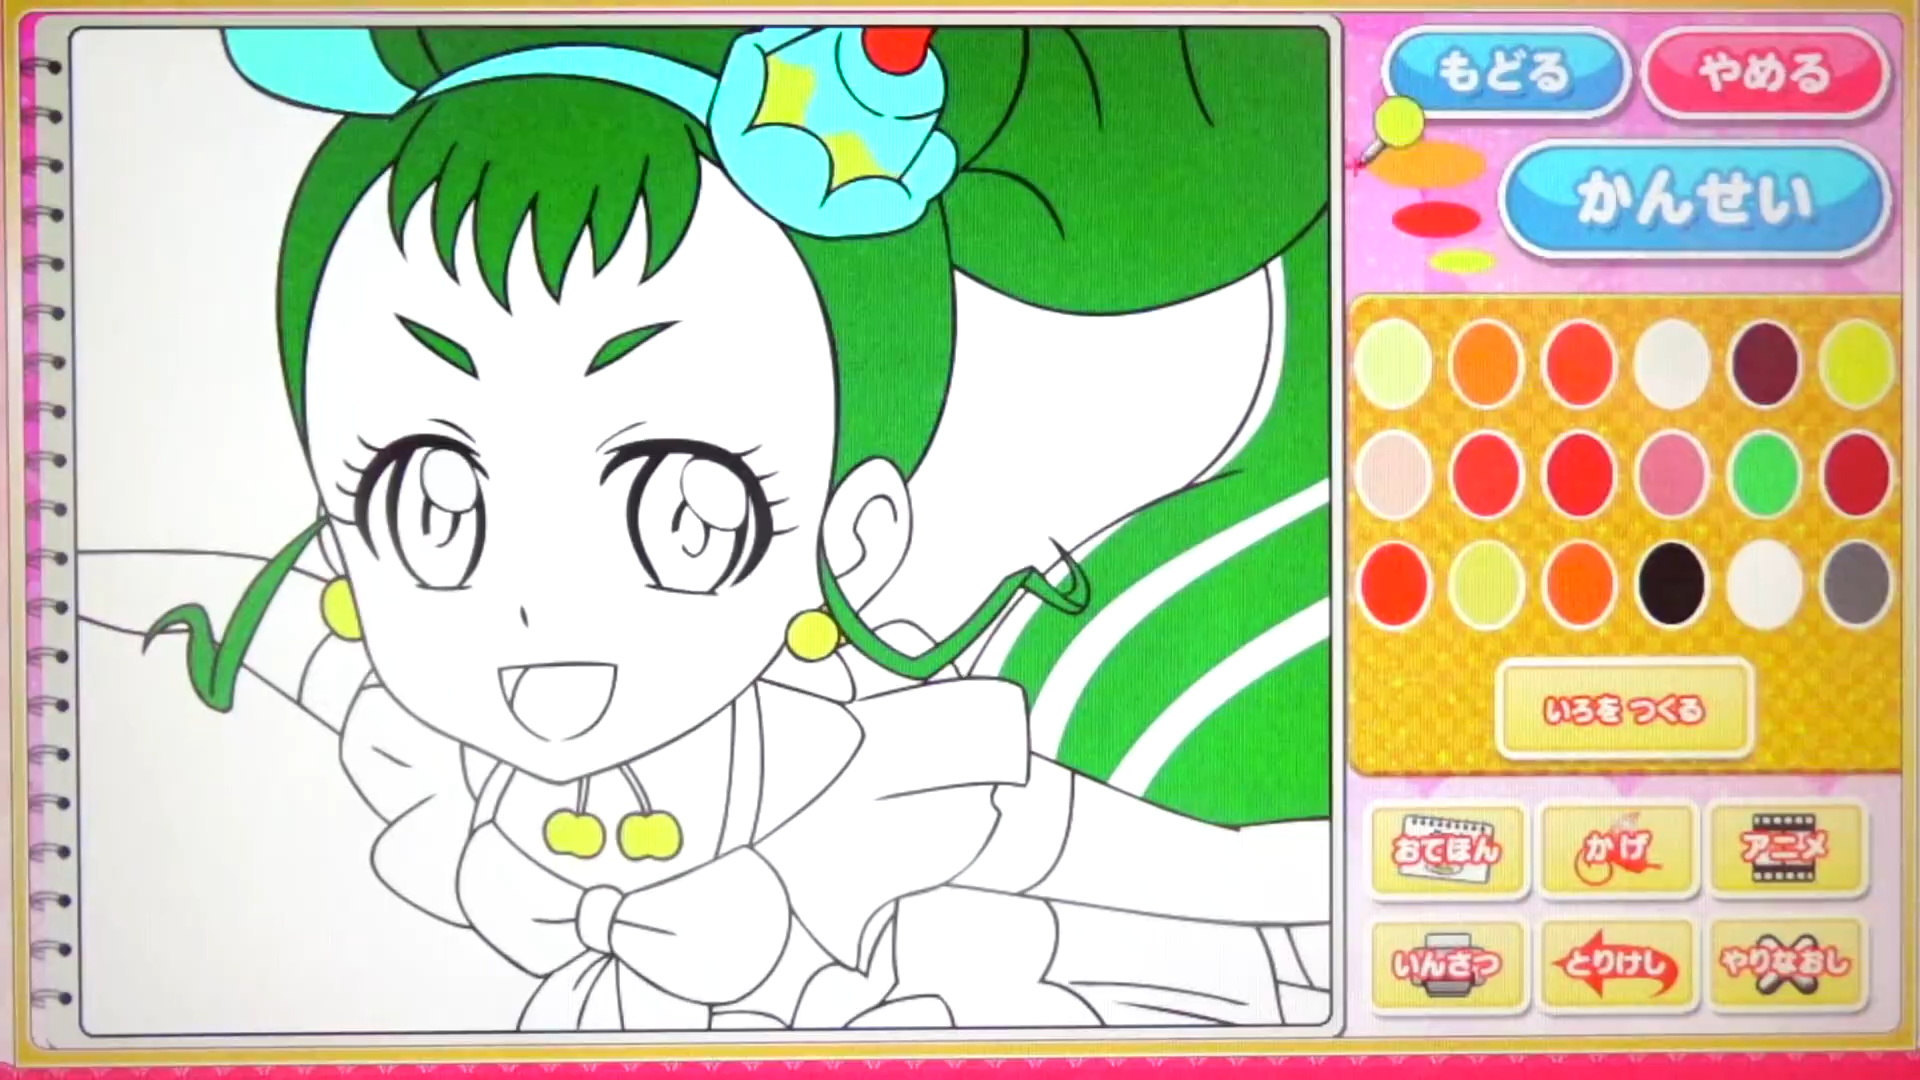 もどる
やめる
かんせい
いろを つくる
おてほん
かげ
アニメ
いんさつ
とりけし
やりなおし